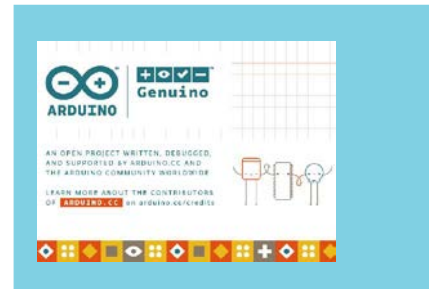 ARDUINO
Genuino
AN OPEN PROJECT WRITTEN, DEBUGGED,
AND SUPPORTED BY ARDUINO.CC AND
THE ARDUINO COMMUNITY WORLDWIDE
LEARN MORE ABOUT THE CONTRIBUTORS
OF ARDUINO.CC on arduino.cc/credits